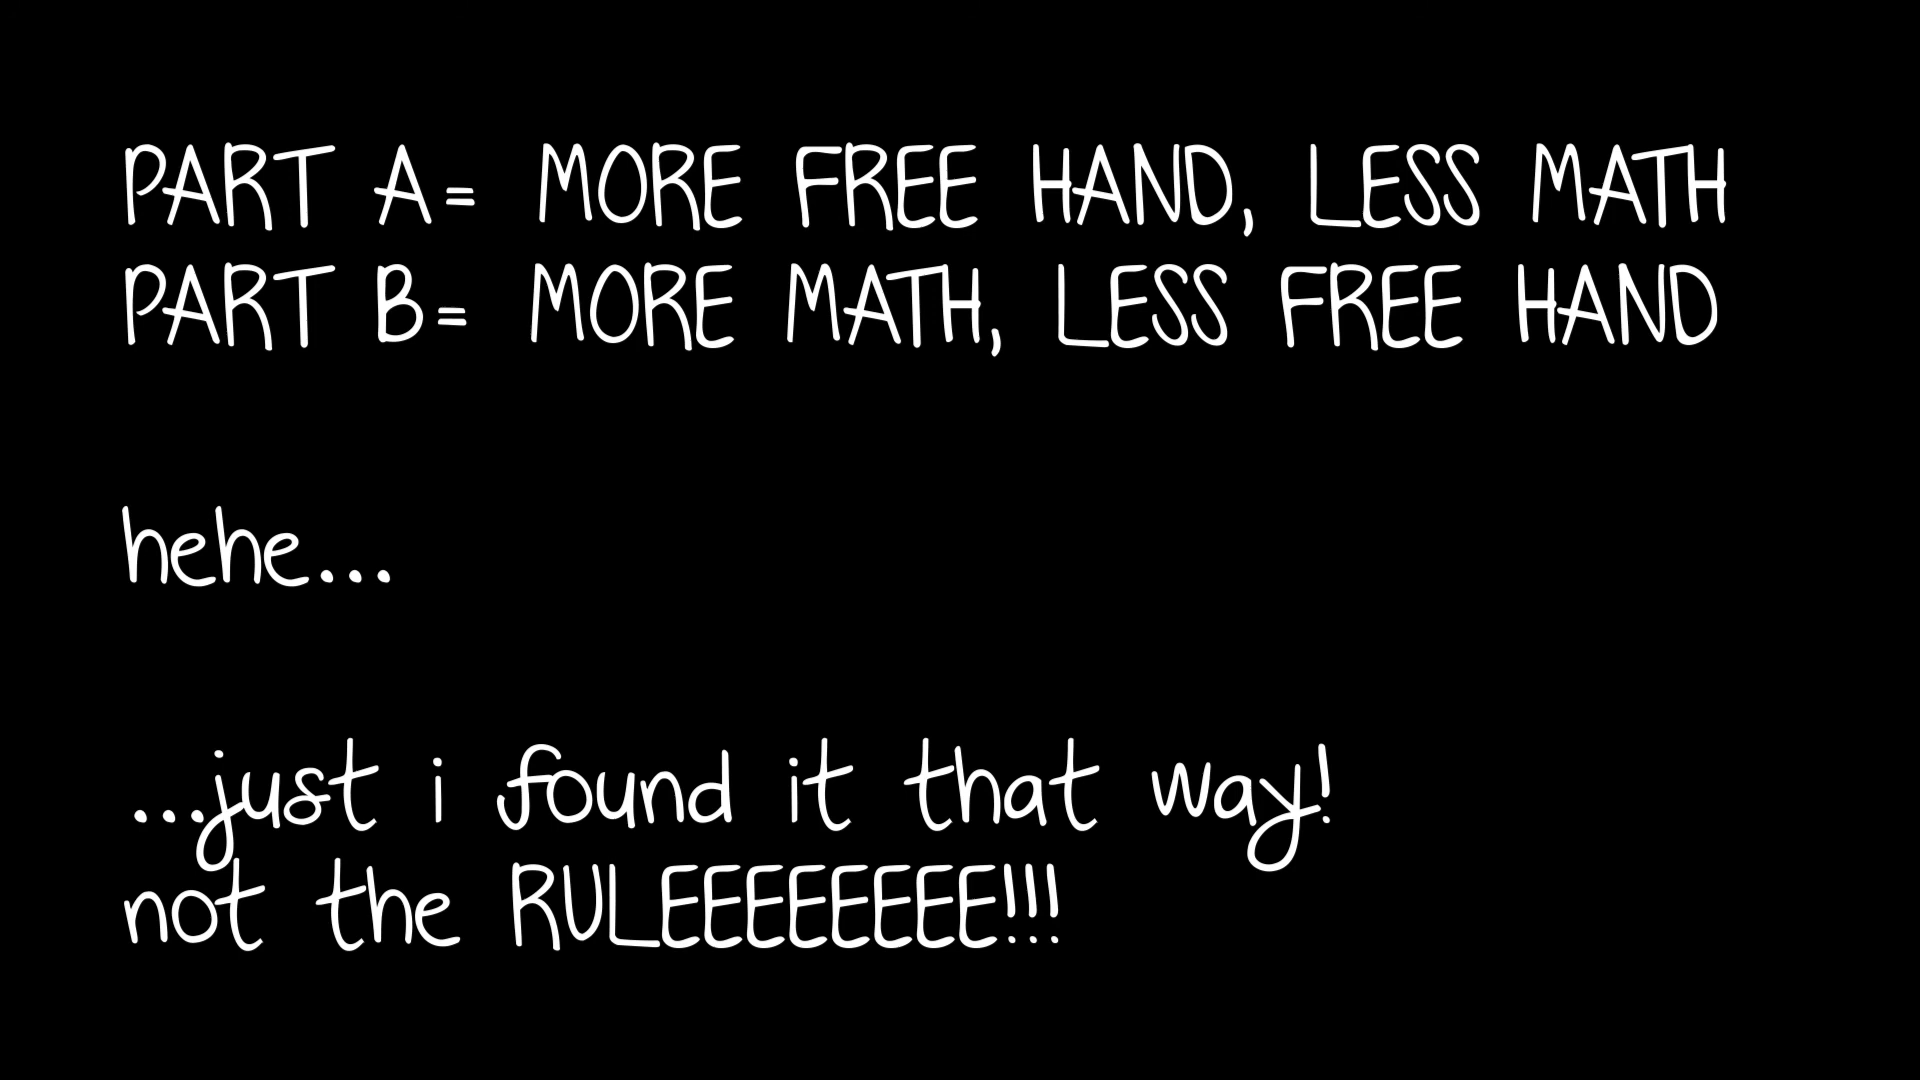 PART A= MORE FREE HAND, LESS MATH
PART B= MORE MATH, LESS FREE HAND
hehe...
...just i found it that way!
not the RULEEEEEEEE!!!